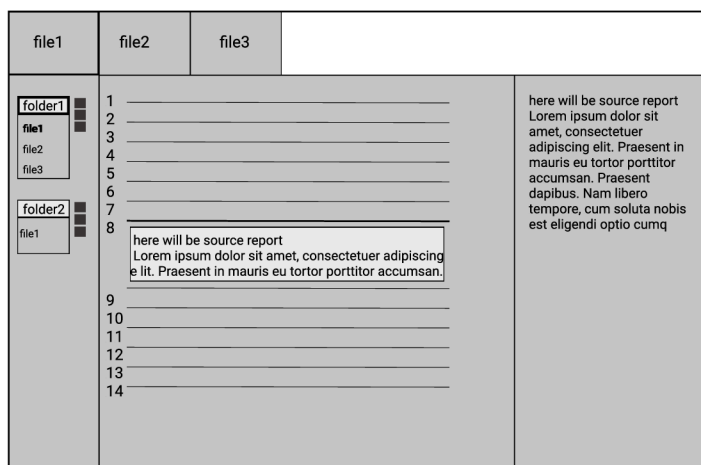 file1
file2
file3
folder1
file1
file2
file3
folder2
file1
1
2
3
4
5
6
7
8
here will be source report
Lorem ipsum dolor sit amet, consectetuer adipiscing
e lit. Praesent in mauris eu tortor porttitor accumsan.
9
10
11
12
13
14
here will be source report
Lorem ipsum dolor sit
amet, consectetuer
adipiscing elit. Praesent in
mauris eu tortor porttitor
accumsan. Praesent
dapibus. Nam libero
tempore, cum soluta nobis
est eligendi optio cumq